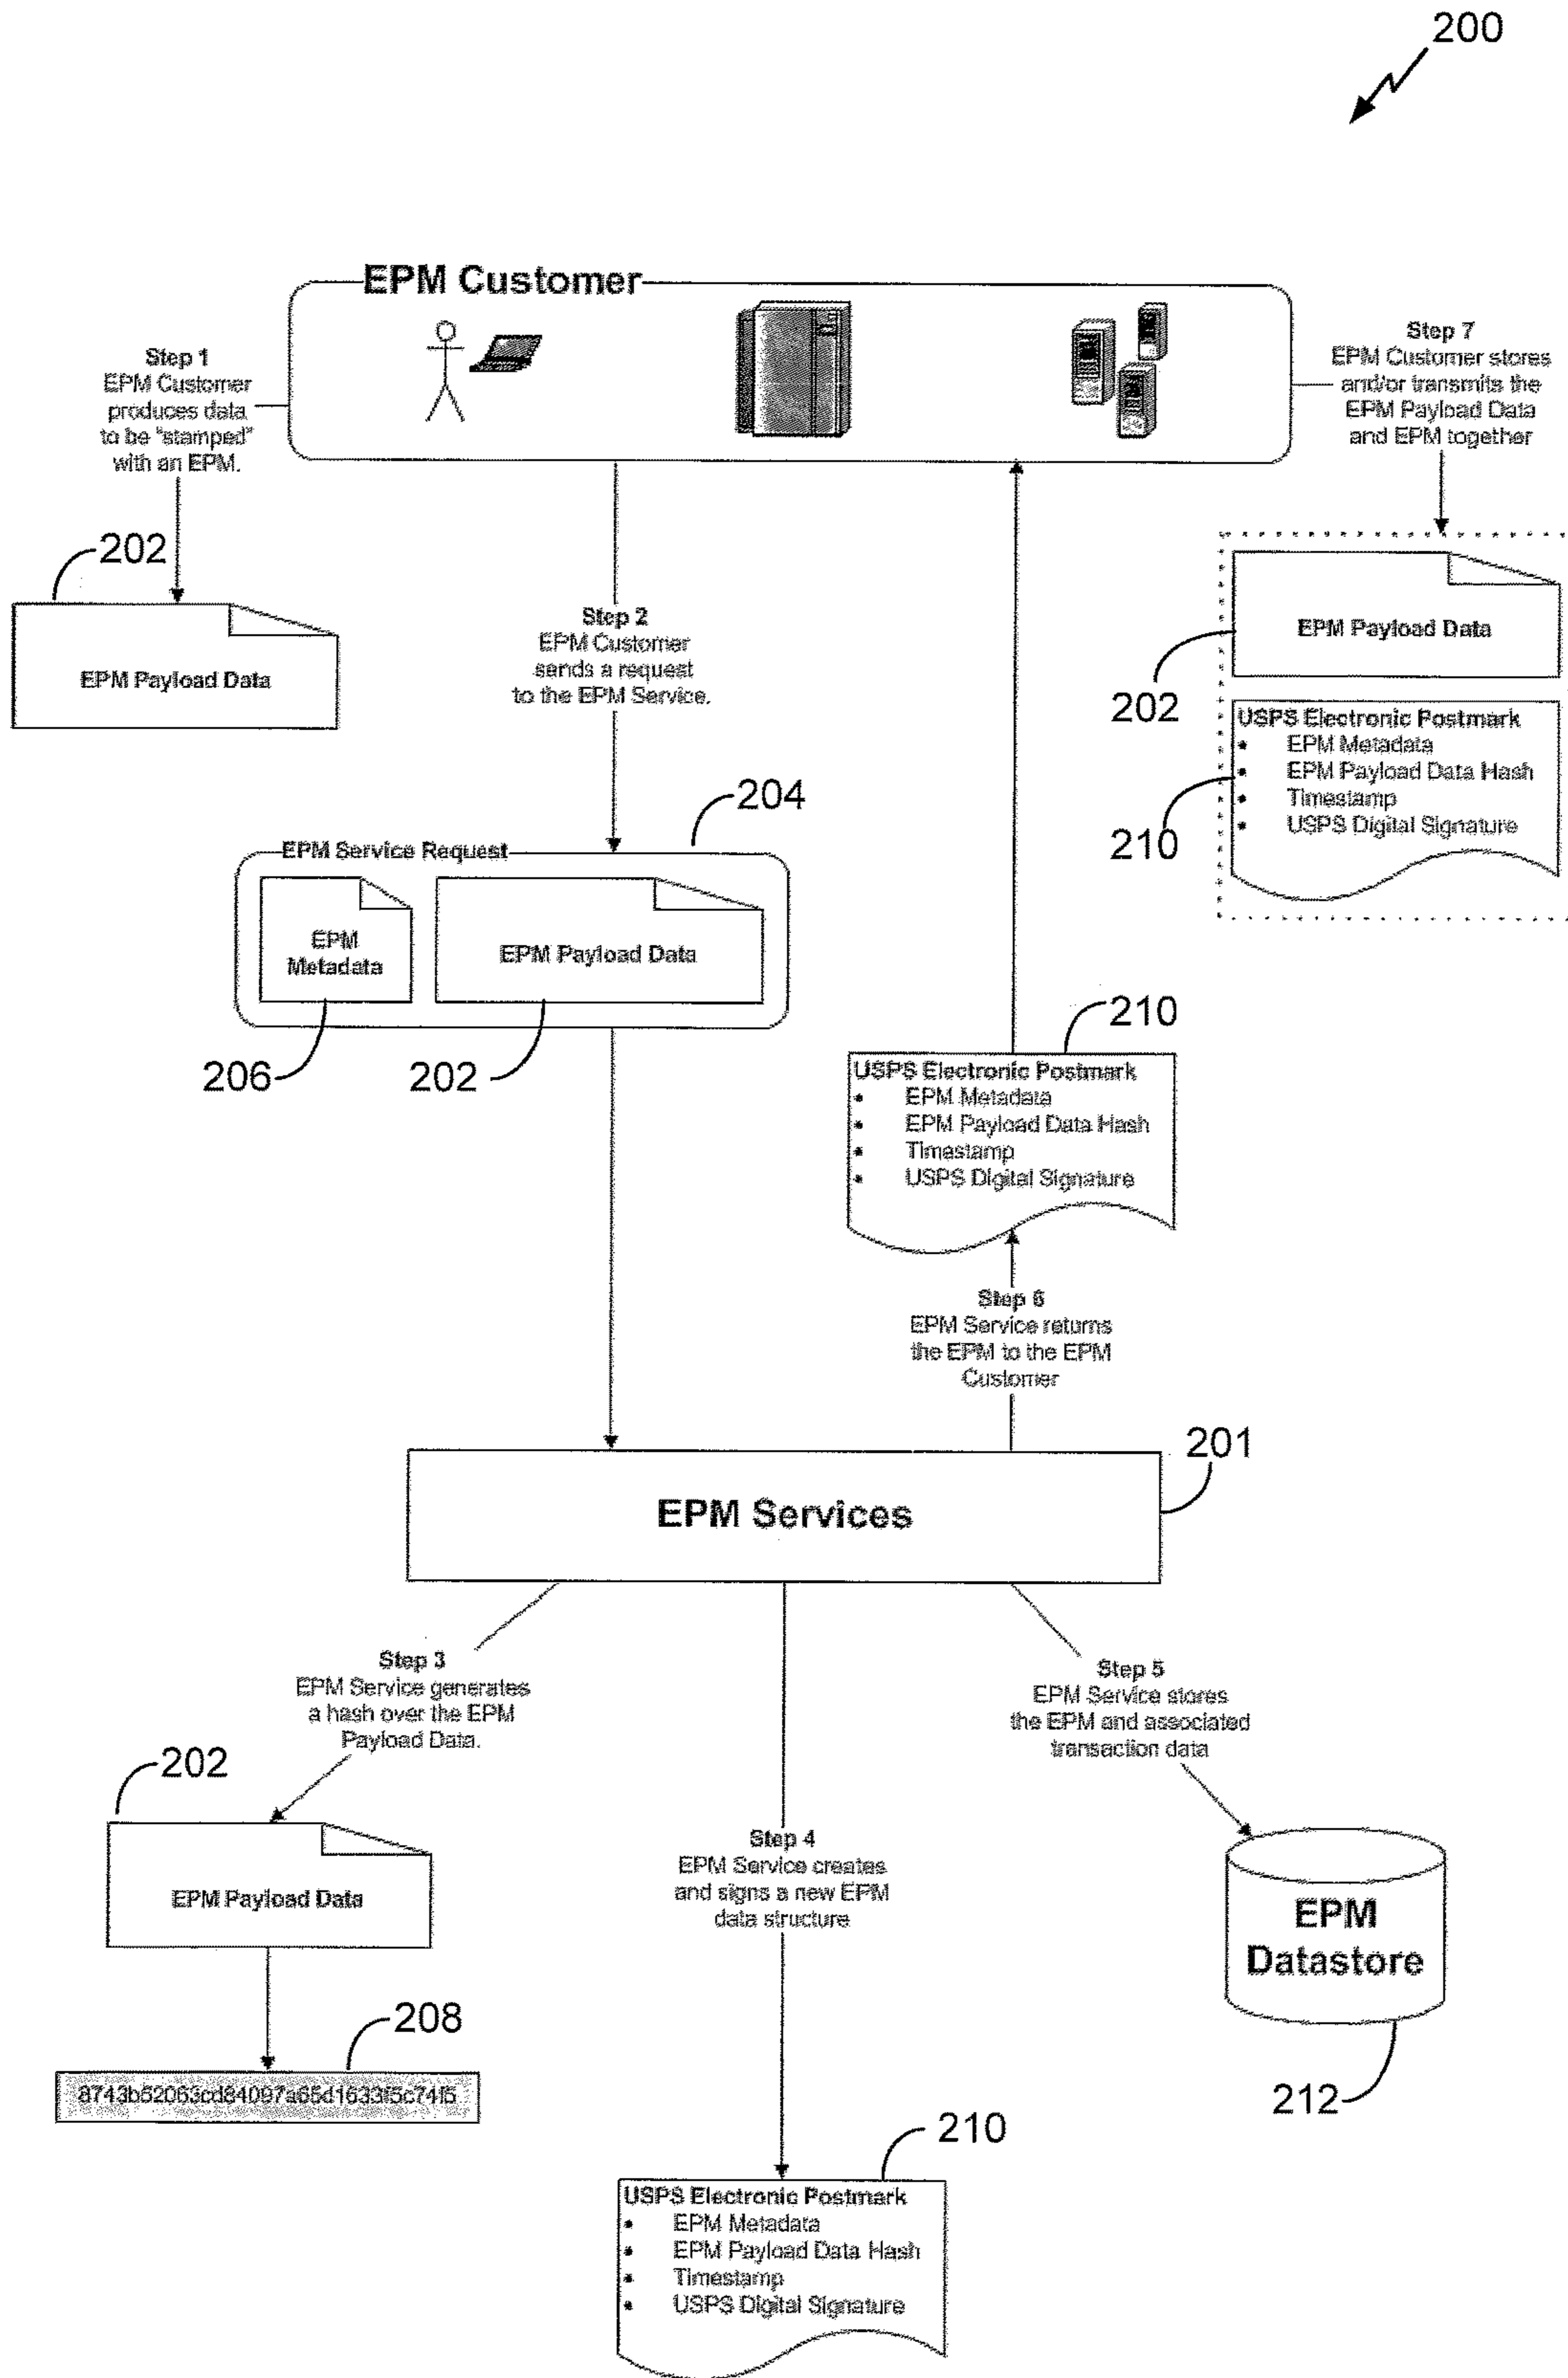 200
EPM Customer
Step 1
EPM Customer
produces data
to be "stamped"
with an EPM.
Step 7
EPM Customer stores
and/or transmits the
EPM Payload Data
and EPM together
202
EPM Payload Data
Step 2
EPM Customer
sends a request
to the EPM Service.
EPM Payload Data
202
USPS Electronic Postmark
* EPM Metadata
* EPM Payload Data Hash
* Timestamp
* USPS Digital Signature
210
204
EPM Service Request
EPM
Metadata
EPM Payload Data
206
202
210
USPS Electronic Postmark
* EPM Metadata
* EPM Payload Data Hash
* Timestamp
* USPS Digital Signature
Step 6
EPM Service returns
the EPM to the EPM
Customer
201
EPM Services
Step 3
EPM Service generates
a hash over the EPM
Payload Data.
202
EPM Payload Data
208
Step 4
EPM Service creates
and signs a new EPM
data structure
Step 5
EPM Service stores
the EPM and associated
transaction data
EPM
Datastore
212
210
USPS Electronic Postmark
* EPM Metadata
* EPM Payload Data Hash
* Timestamp
* USPS Digital Signature